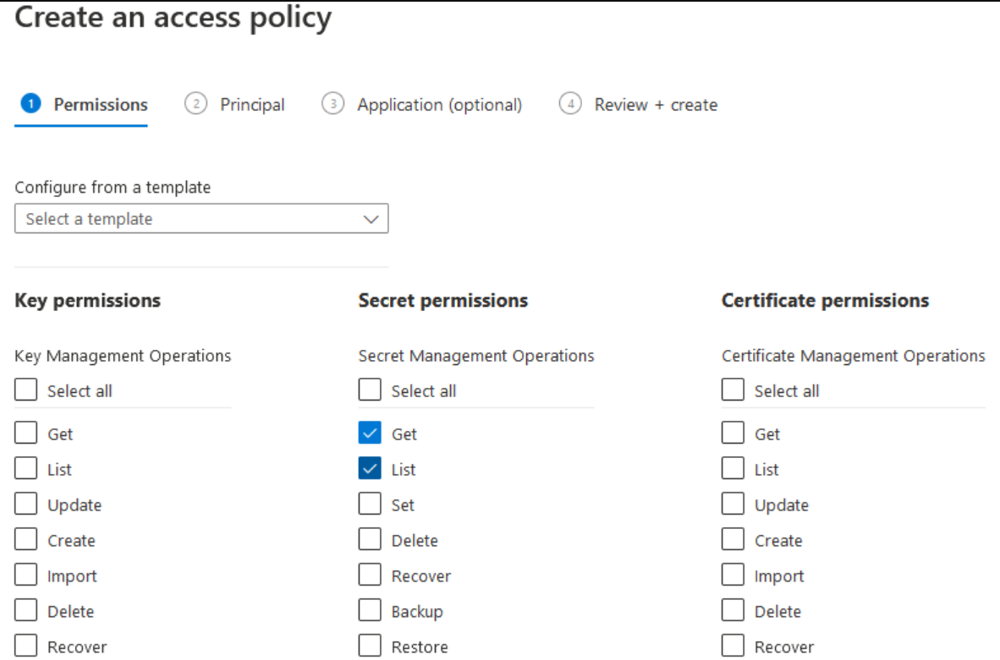 Create an access policy
1 Permissions 2 Principal 3 Application (optional) 4 Review + create
Configure from a template
Select a template
Key permissions
Key Management Operations
Select all
Get
List
Update
Create
Import
Delete
Recover
Secret permissions
Secret Management Operations
Select all
Get
List
Set
Delete
Recover
Backup
Restore
Certificate permissions
Certificate Management Operations
Select all
Get
List
Update
Create
Import
Delete
Recover